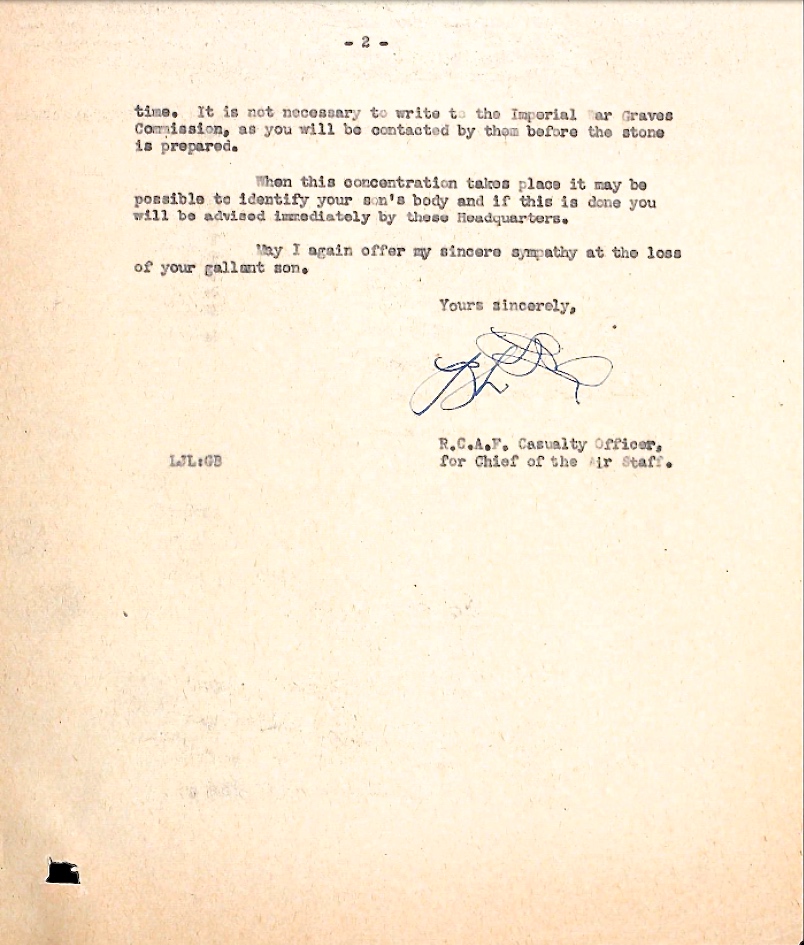 - 2 -
time. It is not necessary to write to the Imperial War Graves
Commission, as you will be contacted by them before the stone
is prepared.
When this concentration takes place it may be
possible to identify your son's body and if this is done you
will be advised immediately by these Headquarters.
May I again offer my sincere sympathy at the loss
of your gallant son.
Yours sincerely,
R.C.A.F. Casualty Officer,
LJL:GB for Chief of the Air Staff.